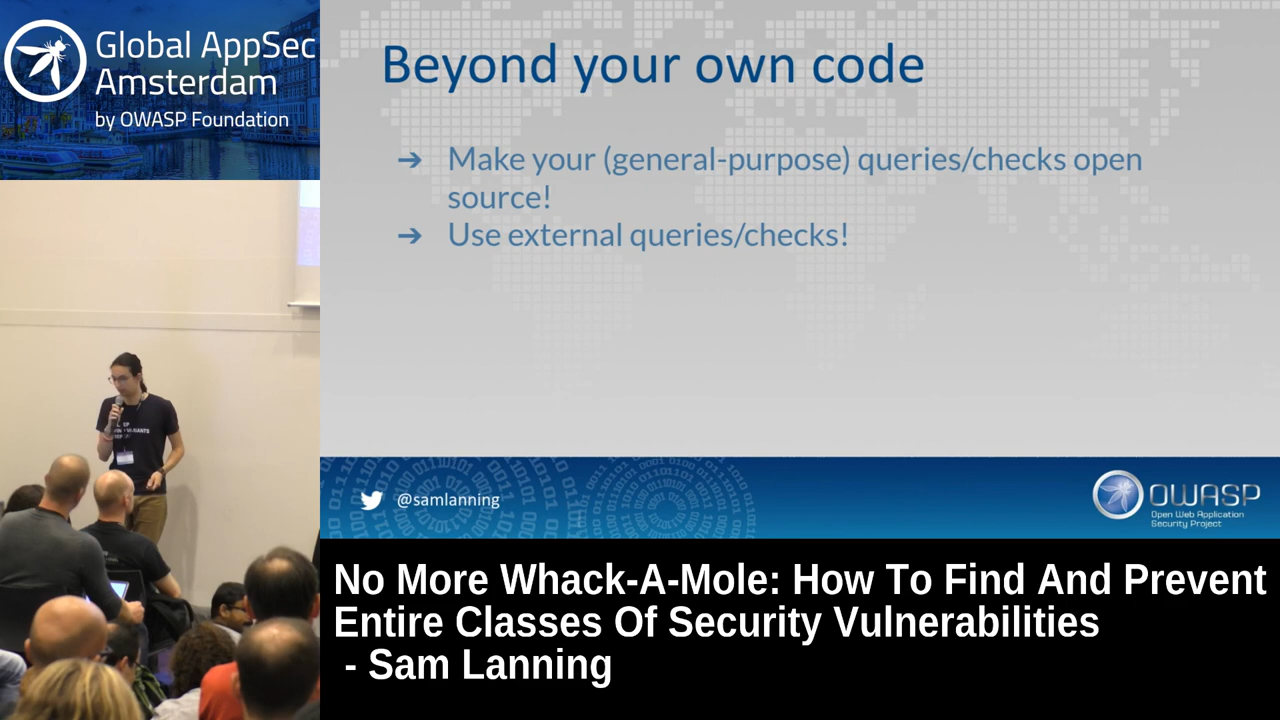 Global AppSec
Amsterdam
by OWASP Foundation
Beyond your own code
➔ Make your (general-purpose) queries/checks open
source!
➔ Use external queries/checks!
@samlanning
OWASP
Open Web Application
Security Project
No More Whack-A-Mole: How To Find And Prevent
Entire Classes Of Security Vulnerabilities
- Sam Lanning